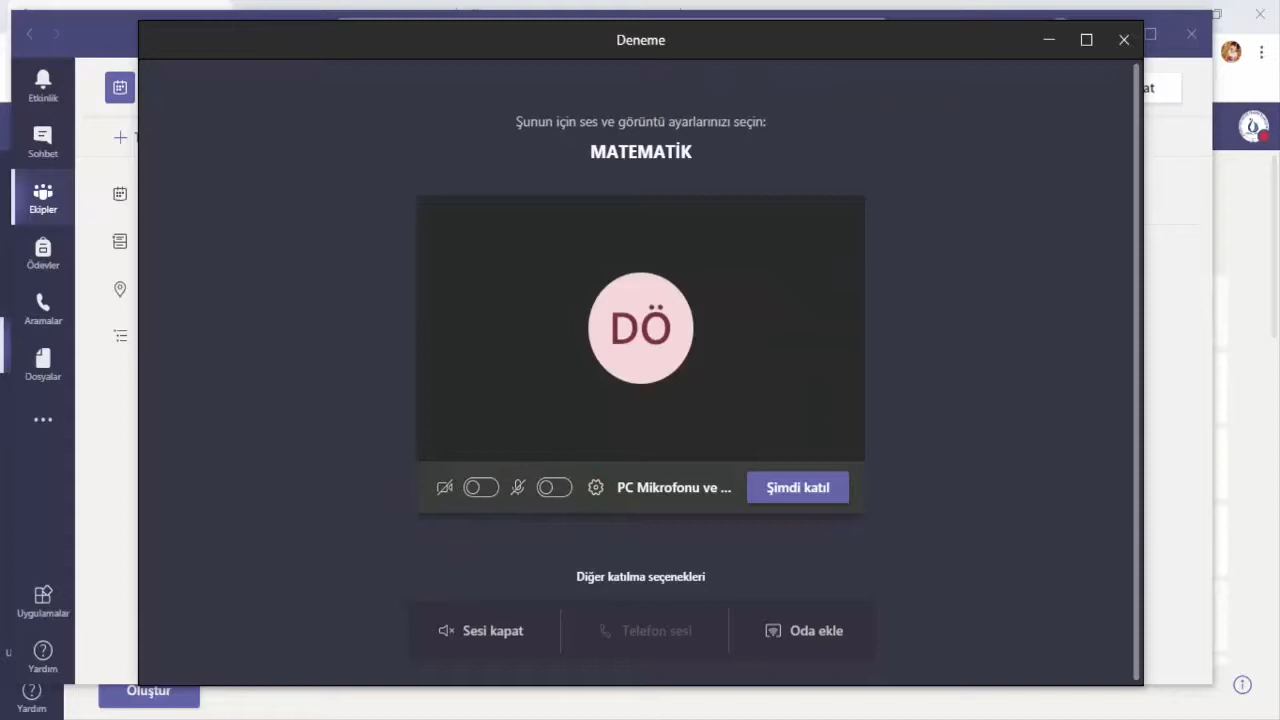 Deneme
Etkinlik
Sohbet
Ekipler
Ödevler
Aramalar
Dosyalar
Uygulamalar
Yardım
Yardım
Oluştur
Şunun için ses ve görüntü ayarlarınızı seçin:
MATEMATİK
DÖ
PC Mikrofonu ve ...
Şimdi katıl
Diğer katılma seçenekleri
Sesi kapat
Telefon sesi
Oda ekle